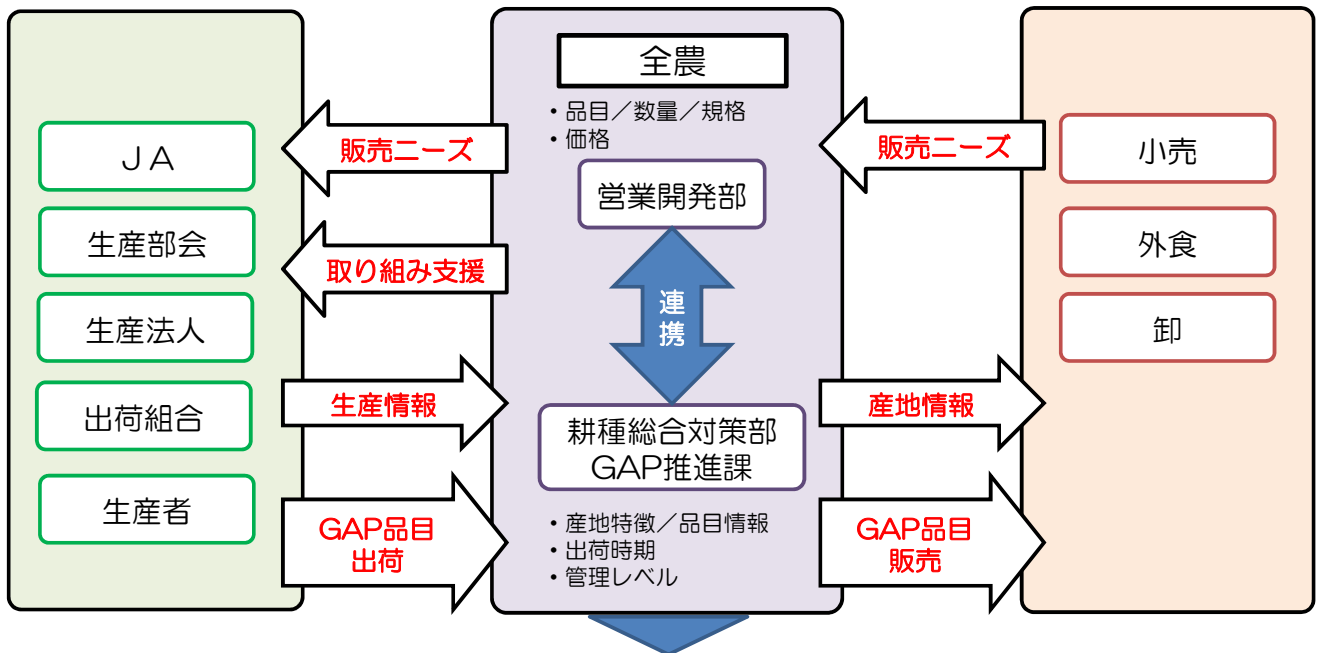 JA
生産部会
生産法人
出荷組合
生産者
販売ニーズ
取り組み支援
生産情報
GAP品目
出荷
全農
・品目／数量／規格
・価格
営業開発部
連
携
耕種総合対策部
GAP推進課
・産地特徴／品目情報
・出荷時期
・管理レベル
販売ニーズ
産地情報
GAP品目
販売
小売
外食
卸